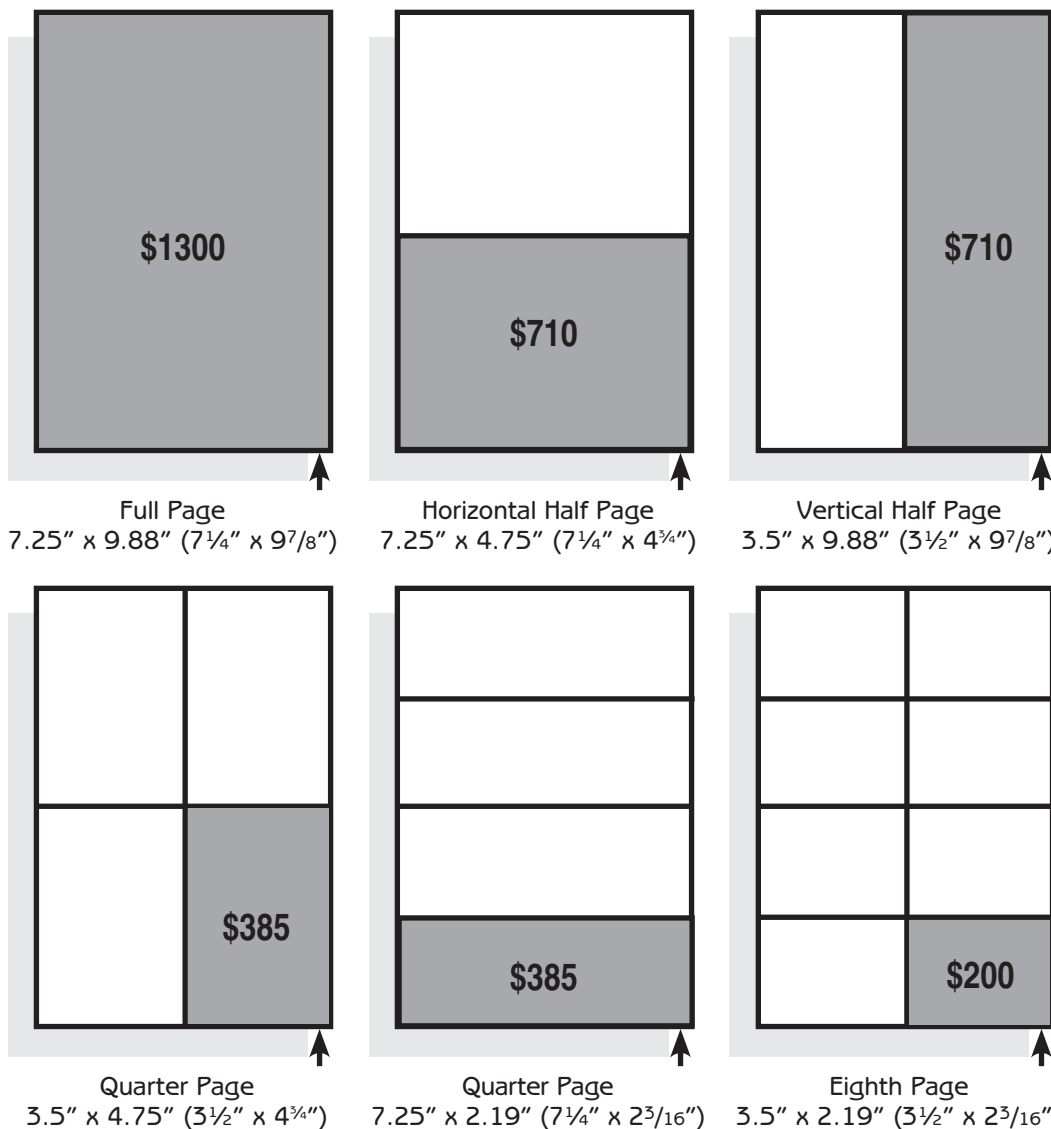 $1300
$710
$710
Full Page
7.25" x 9.88" (7¼" x 9⅞")
Horizontal Half Page
7.25" x 4.75" (7¼" x 4¾")
Vertical Half Page
3.5" x 9.88" (3½" x 9⅞")
$385
$385
$200
Quarter Page
3.5" x 4.75" (3½" x 4¾")
Quarter Page
7.25" x 2.19" (7¼" x 2³/₁₆")
Eighth Page
3.5" x 2.19" (3½" x 2³/₁₆"